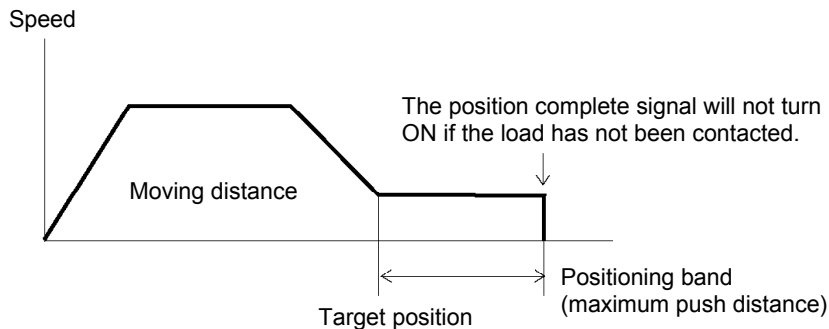 Speed
The position complete signal will not turn
ON if the load has not been contacted.
Moving distance
Positioning band
(maximum push distance)
Target position